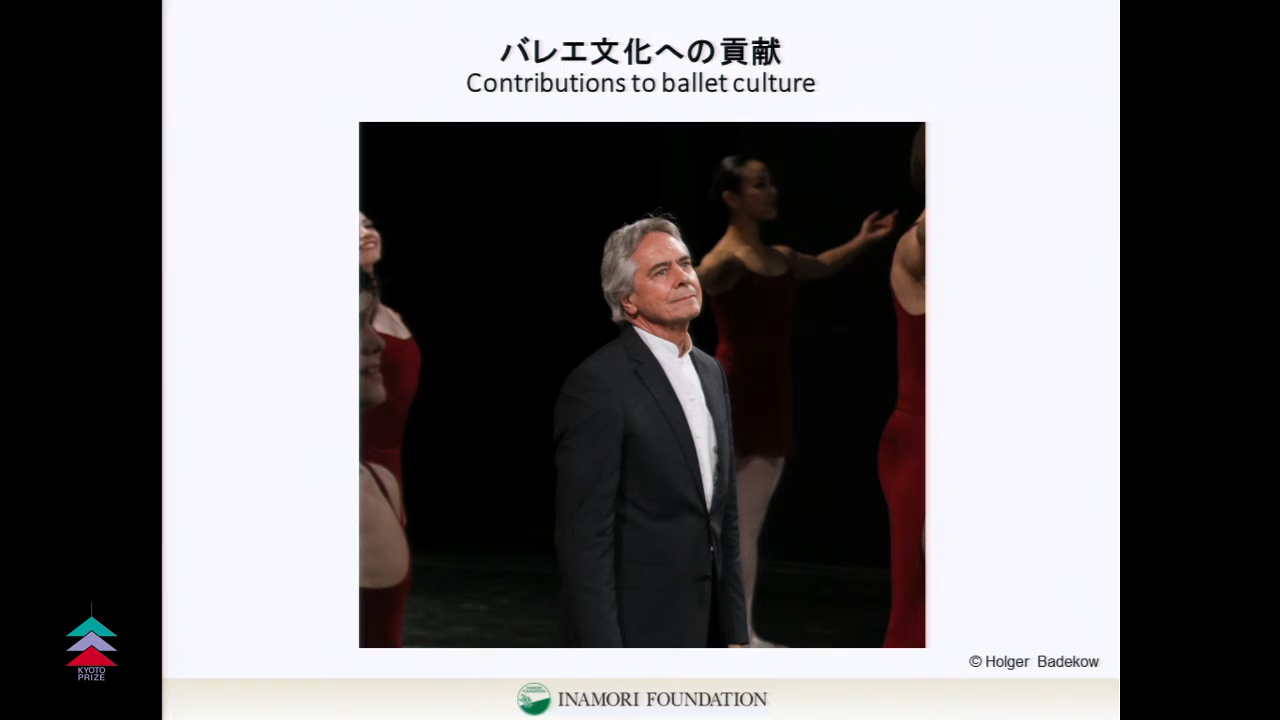 バレエ文化への貢献
Contributions to ballet culture
© Holger Badekow
KYOTO
PRIZE
INAMORI FOUNDATION